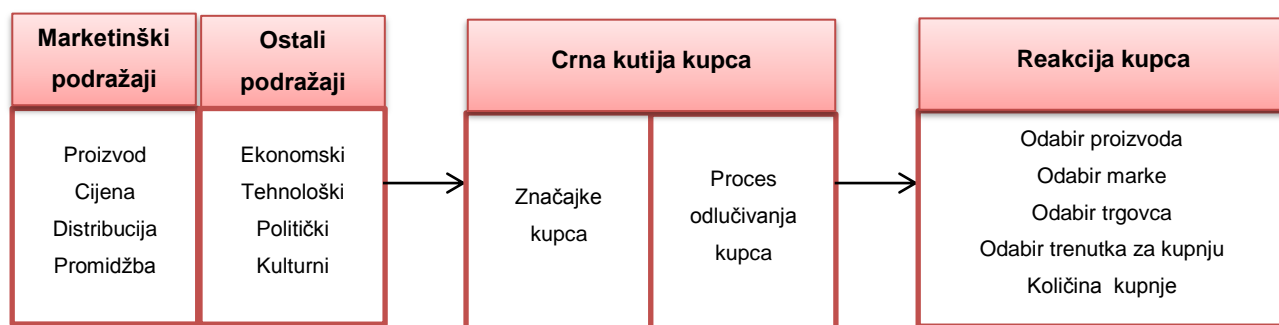 Marketinški
podražaji
Ostali
podražaji
Crna kutija kupca
Reakcija kupca
Proizvod
Cijena
Distribucija
Promidžba
Ekonomski
Tehnološki
Politički
Kulturni
Značajke
kupca
Proces
odlučivanja
kupca
Odabir proizvoda
Odabir marke
Odabir trgovca
Odabir trenutka za kupnju
Količina kupnje